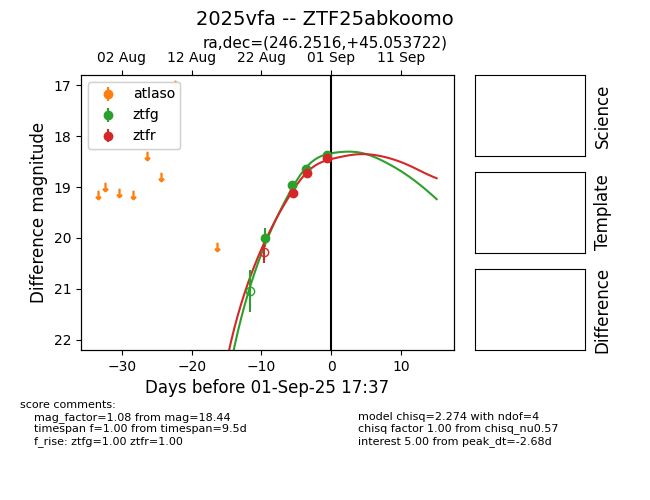 2025vfa -- ZTF25abkoomo
ra,dec=(246.2516,+45.053722)
02 Aug 12 Aug 22 Aug 01 Sep 11 Sep
17
18
19
20
21
22
Difference magnitude
atlaso
ztfg
ztfr
−30 −20 −10 0 10
Days before 01-Sep-25 17:37
Science
Template
Difference
score comments:
mag_factor=1.08 from mag=18.44
timespan f=1.00 from timespan=9.5d
f_rise: ztfg=1.00 ztfr=1.00
model chisq=2.274 with ndof=4
chisq factor 1.00 from chisq_nu0.57
interest 5.00 from peak_dt=-2.68d